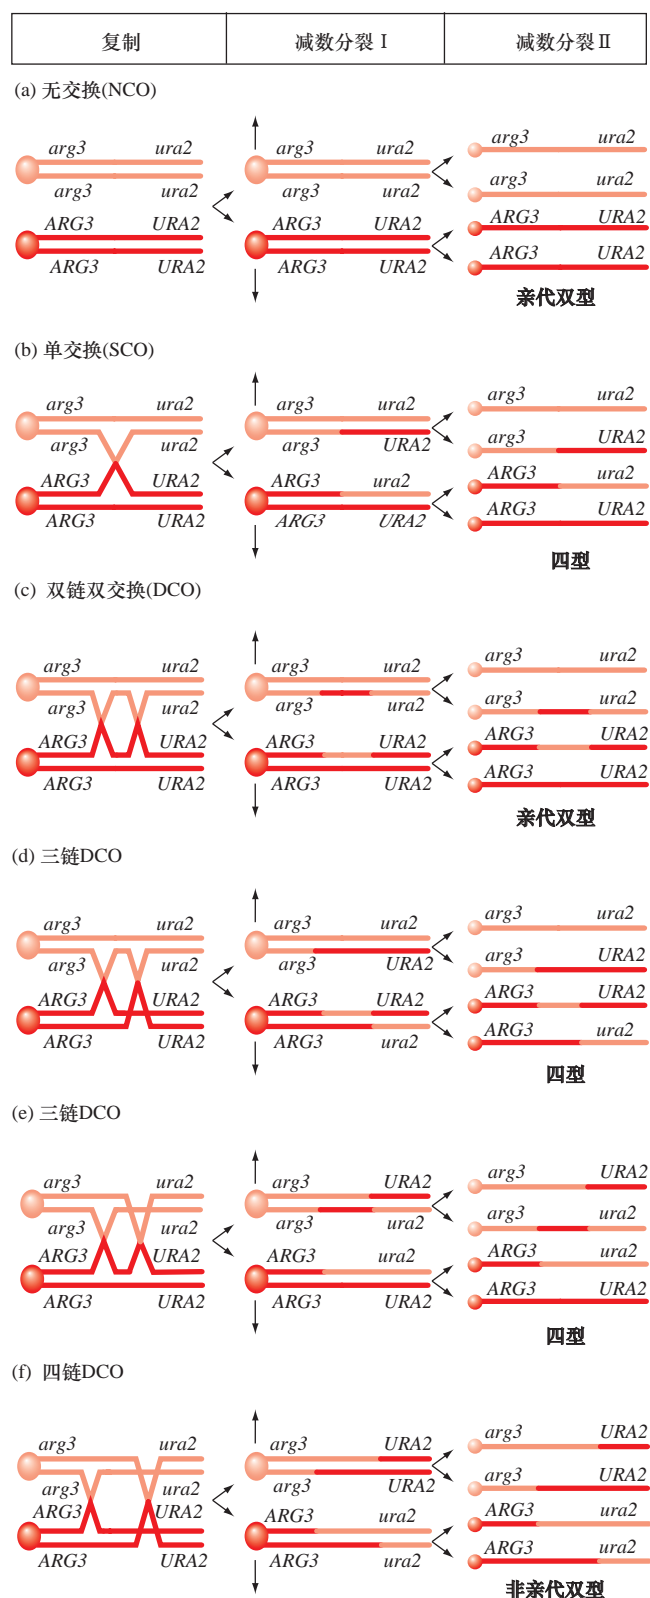 复制 减数分裂 I 减数分裂 II
(a) 无交换(NCO)
arg3 ura2 arg3 ura2 arg3 ura2
arg3 ura2 arg3 ura2 arg3 ura2
ARG3 URA2 ARG3 URA2 ARG3 URA2
ARG3 URA2 ARG3 URA2 ARG3 URA2
亲代双型
(b) 单交换(SCO)
arg3 ura2 arg3 ura2 arg3 ura2
arg3 ura2 arg3 URA2 arg3 URA2
ARG3 URA2 ARG3 ura2 ARG3 ura2
ARG3 URA2 ARG3 URA2 ARG3 URA2
四型
(c) 双链双交换(DCO)
arg3 ura2 arg3 ura2 arg3 ura2
arg3 ura2 arg3 ura2 arg3 ura2
ARG3 URA2 ARG3 URA2 ARG3 URA2
ARG3 URA2 ARG3 URA2 ARG3 URA2
亲代双型
(d) 三链DCO
arg3 ura2 arg3 ura2 arg3 ura2
arg3 ura2 arg3 URA2 arg3 URA2
ARG3 URA2 ARG3 URA2 ARG3 URA2
ARG3 URA2 ARG3 ura2 ARG3 ura2
四型
(e) 三链DCO
arg3 ura2 arg3 URA2 arg3 URA2
arg3 ura2 arg3 ura2 arg3 ura2
ARG3 URA2 ARG3 ura2 ARG3 ura2
ARG3 URA2 ARG3 URA2 ARG3 URA2
四型
(f) 四链DCO
arg3 ura2 arg3 URA2 arg3 URA2
arg3 ura2 arg3 URA2 arg3 URA2
ARG3 URA2 ARG3 ura2 ARG3 ura2
ARG3 URA2 ARG3 ura2 ARG3 ura2
非亲代双型